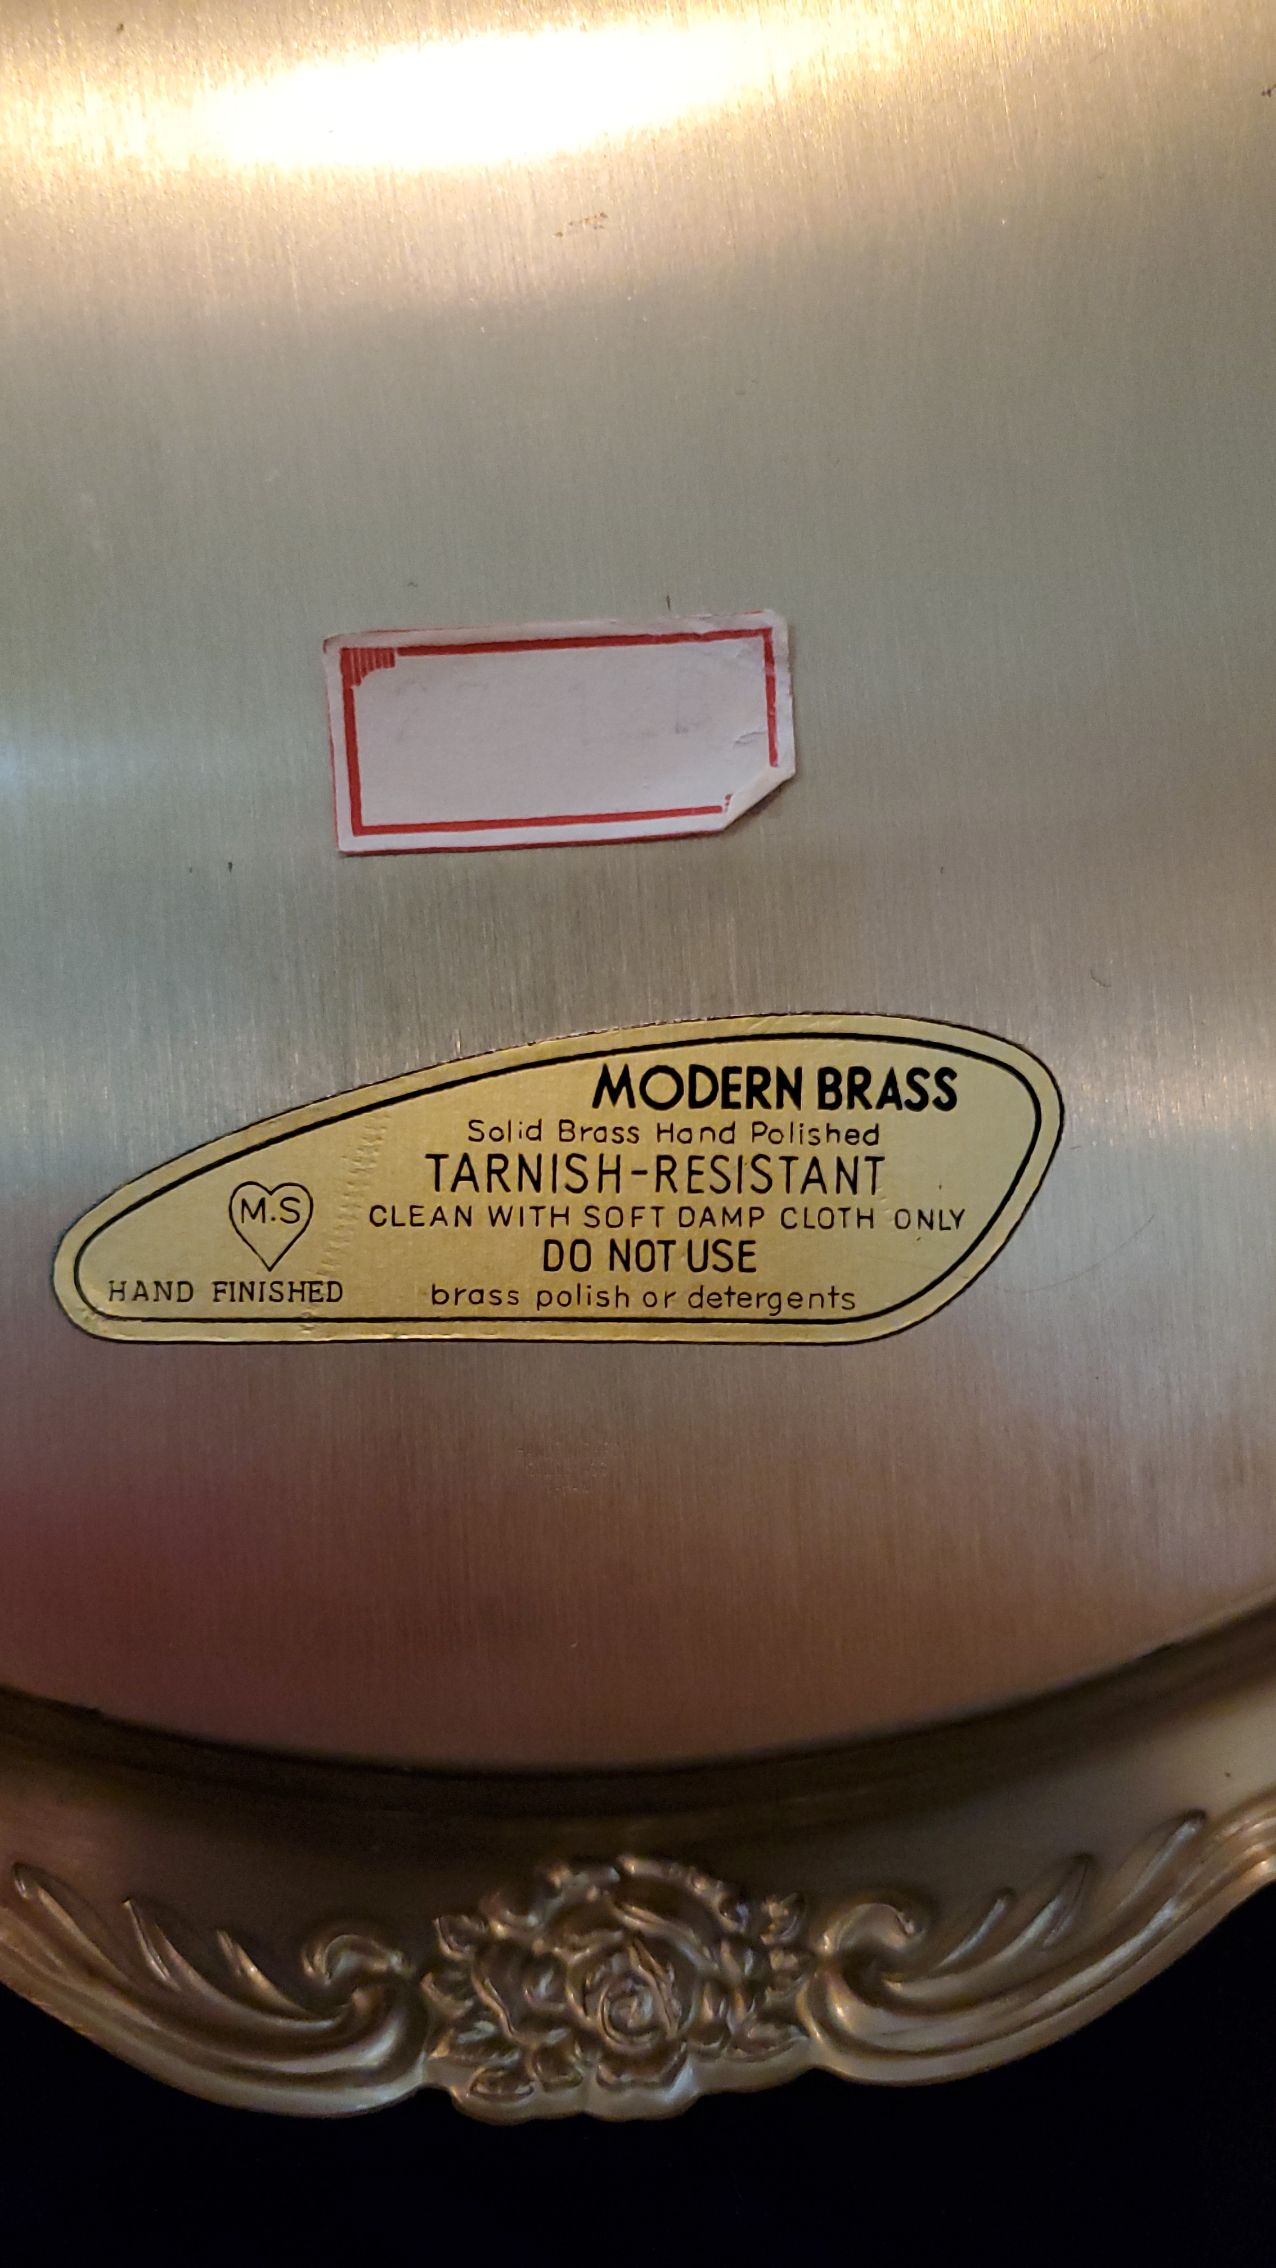 MODERN BRASS
Solid Brass Hand Polished
TARNISH-RESISTANT
CLEAN WITH SOFT DAMP CLOTH ONLY
DO NOT USE
brass polish or detergents
M.S
HAND FINISHED